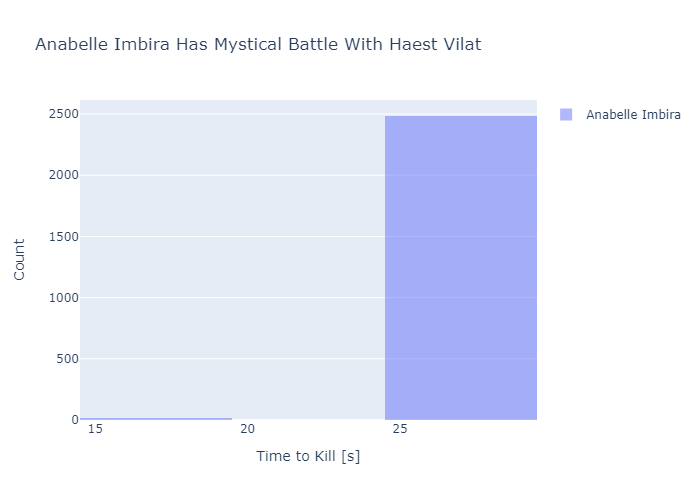 Anabelle Imbira Has Mystical Battle With Haest Vilat
Anabelle Imbira
2500
2000
1500
1000
500
0
Count
15
20
25
Time to Kill [s]